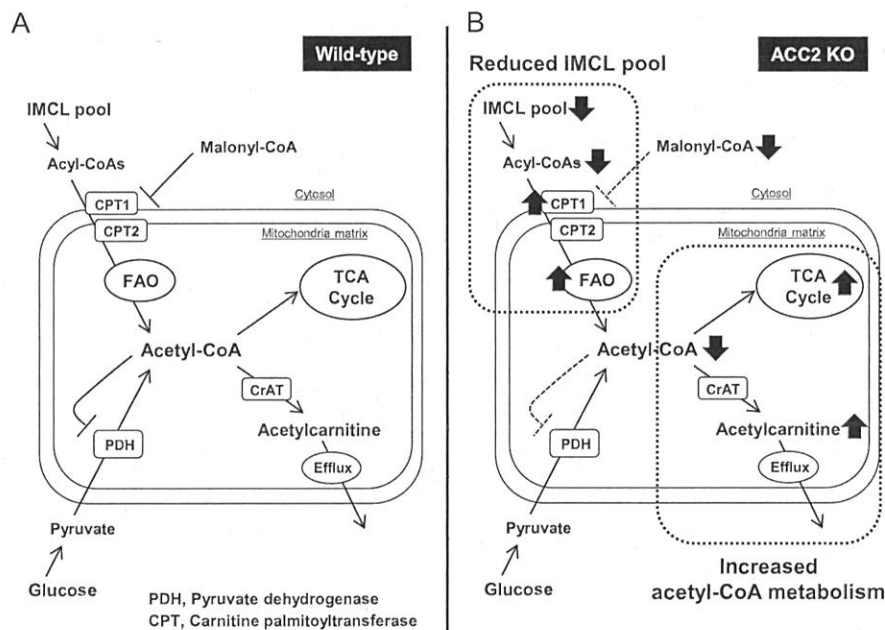 A
Wild-type
IMCL pool
Acyl-CoAs
Malonyl-CoA
Cytosol
CPT1
CPT2
Mitochondria matrix
FAO
TCA
Cycle
Acetyl-CoA
CrAT
Acetylcarnitine
PDH
Efflux
Pyruvate
Glucose
PDH, Pyruvate dehydrogenase
CPT, Carnitine palmitoyltransferase
B
ACC2 KO
Reduced IMCL pool
IMCL pool
Acyl-CoAs
Malonyl-CoA
Cytosol
CPT1
CPT2
Mitochondria matrix
FAO
TCA
Cycle
Acetyl-CoA
CrAT
Acetylcarnitine
PDH
Efflux
Pyruvate
Glucose
Increased
acetyl-CoA metabolism